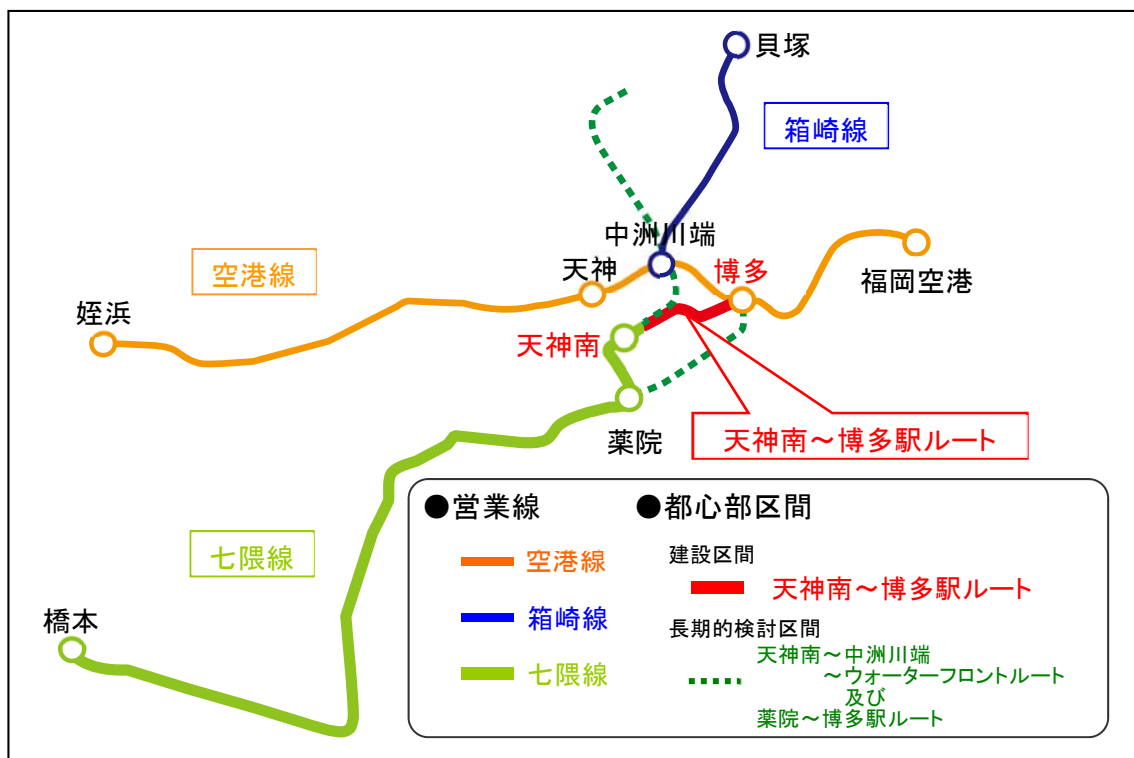 貝塚
箱崎線
中洲川端
空港線
天神
博多
福岡空港
姪浜
天神南
薬院
天神南～博多駅ルート
七隈線
橋本
●営業線
空港線
箱崎線
七隈線
●都心部区間
建設区間
天神南～博多駅ルート
長期的検討区間
天神南～中洲川端
～ウォーターフロントルート
及び
薬院～博多駅ルート